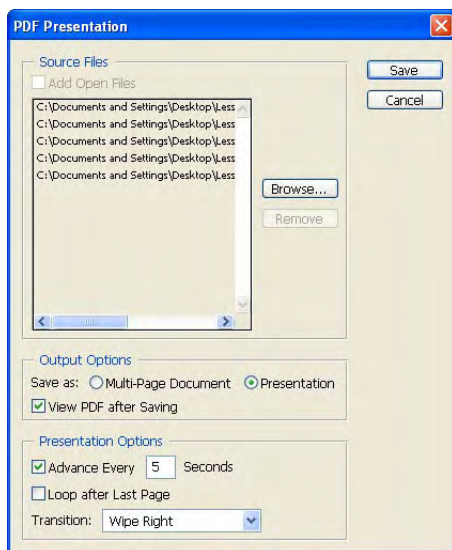 PDF Presentation
Source Files
Add Open Files
C:\Documents and Settings\Desktop\Less
C:\Documents and Settings\Desktop\Less
C:\Documents and Settings\Desktop\Less
C:\Documents and Settings\Desktop\Less
C:\Documents and Settings\Desktop\Less
Save
Cancel
Browse...
Remove
Output Options
Save as: Multi-Page Document Presentation
View PDF after Saving
Presentation Options
Advance Every 5 Seconds
Loop after Last Page
Transition: Wipe Right